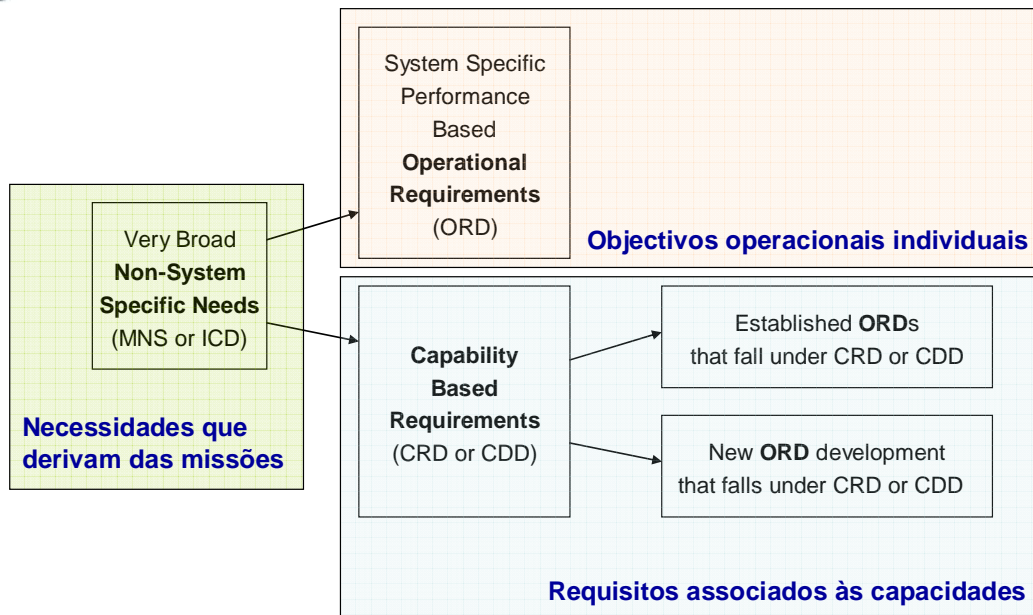 System Specific
Performance
Based
Operational
Requirements
(ORD)
Objectivos operacionais individuais
Very Broad
Non-System
Specific Needs
(MNS or ICD)
Necessidades que
derivam das missões
Capability
Based
Requirements
(CRD or CDD)
Established ORDs
that fall under CRD or CDD
New ORD development
that falls under CRD or CDD
Requisitos associados às capacidades